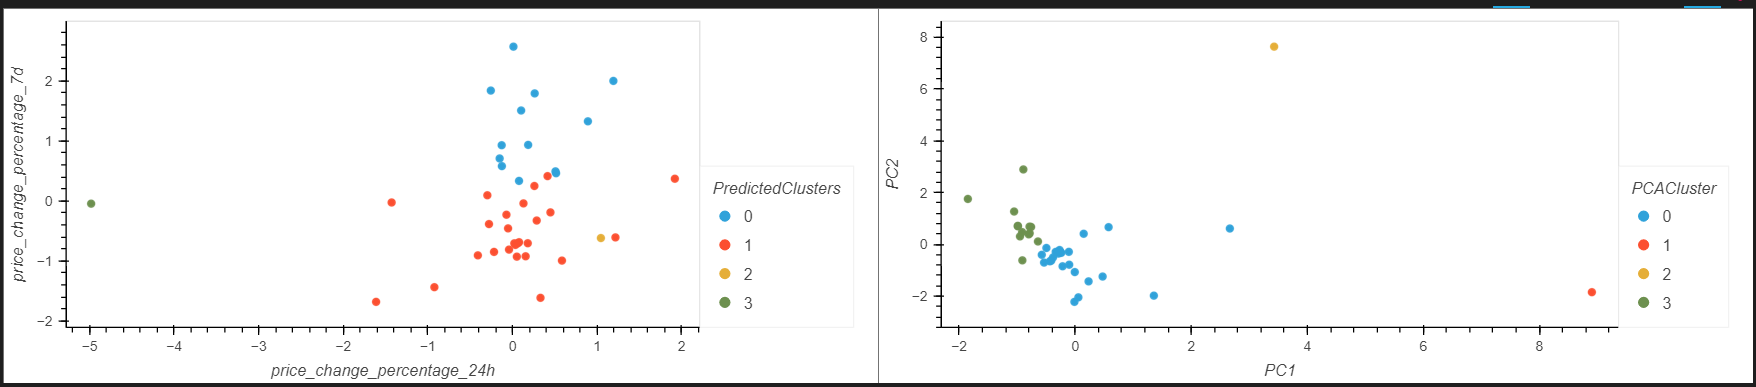 2
1
0
−1
−2
price_change_percentage_7d
−5 −4 −3 −2 −1 0 1 2
price_change_percentage_24h
PredictedClusters
0
1
2
3
8
6
4
2
0
−2
PC2
−2 0 2 4 6 8
PC1
PCACluster
0
1
2
3